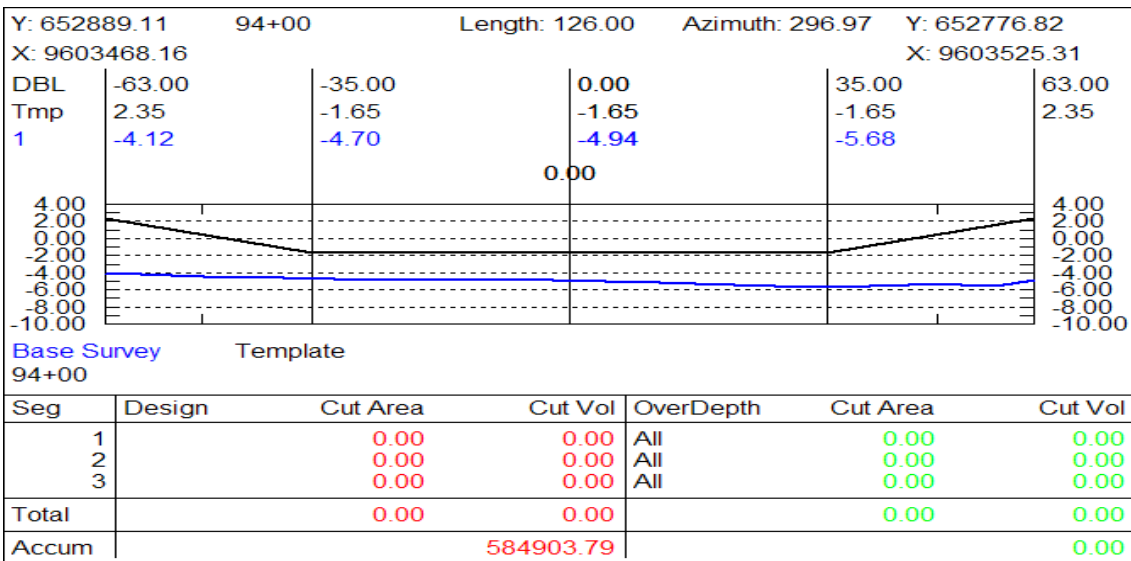 Y: 652889.11 94+00 Length: 126.00 Azimuth: 296.97 Y: 652776.82
X: 9603468.16 X: 9603525.31
DBL -63.00 -35.00 0.00 35.00 63.00
Tmp 2.35 -1.65 -1.65 -1.65 2.35
1 -4.12 -4.70 -4.94 -5.68
0.00
4.00 4.00
2.00 2.00
0.00 0.00
-2.00 -2.00
-4.00 -4.00
-6.00 -6.00
-8.00 -8.00
-10.00 -10.00
Base Survey Template
94+00
Seg Design Cut Area Cut Vol OverDepth Cut Area Cut Vol
1 0.00 0.00 All 0.00 0.00
2 0.00 0.00 All 0.00 0.00
3 0.00 0.00 All 0.00 0.00
Total 0.00 0.00 0.00 0.00
Accum 584903.79 0.00